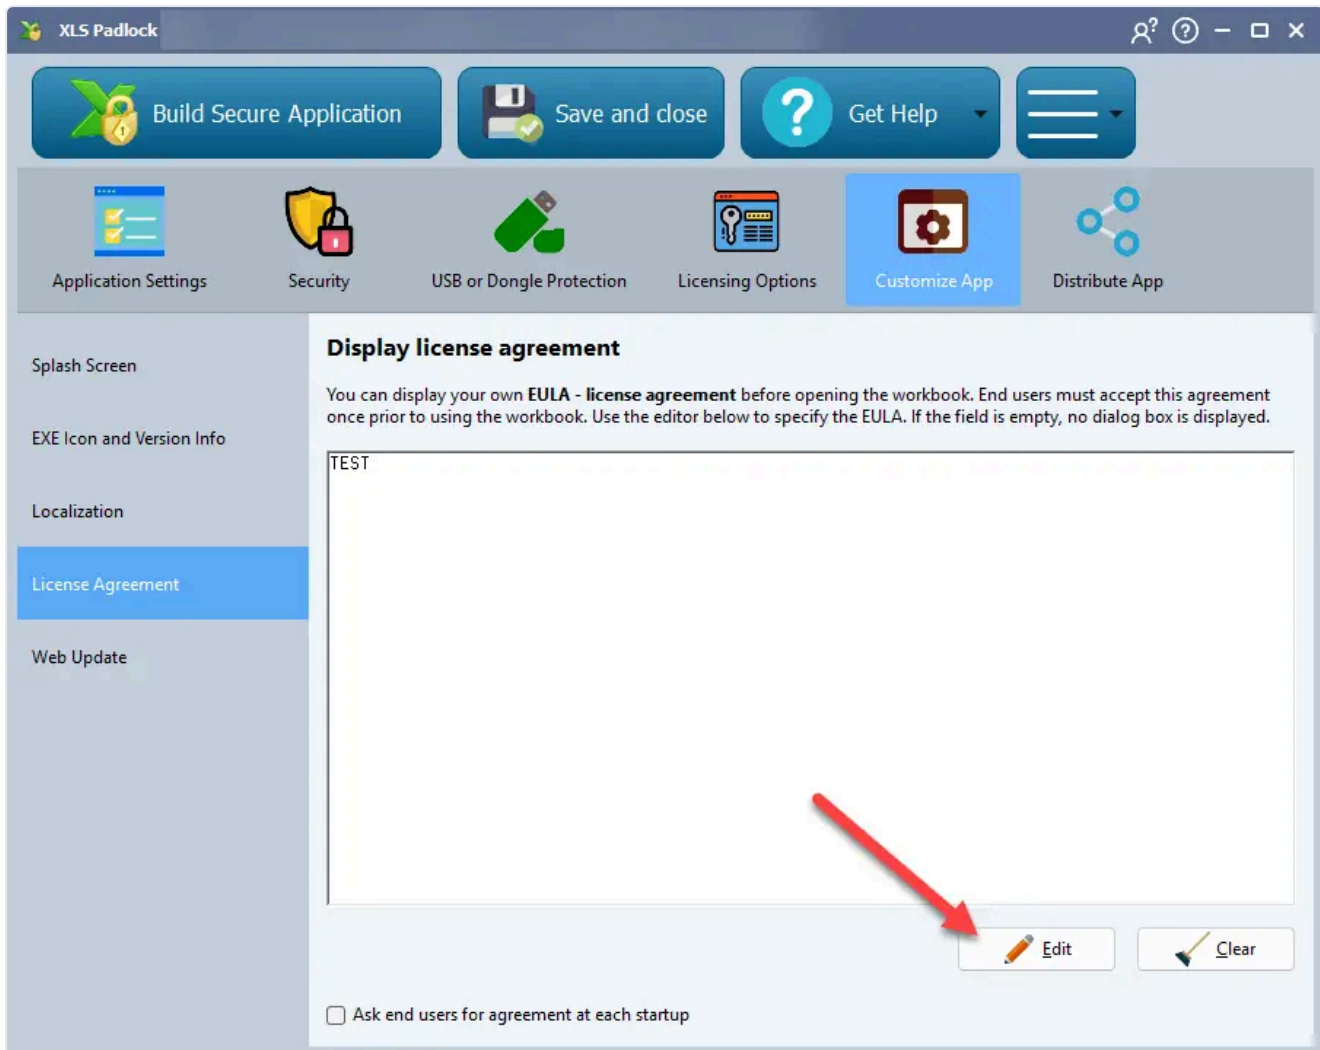 XLS Padlock
Build Secure Application
Save and close
Get Help
Application Settings
Security
USB or Dongle Protection
Licensing Options
Customize App
Distribute App
Splash Screen
EXE Icon and Version Info
Localization
License Agreement
Web Update
Display license agreement
You can display your own EULA - license agreement before opening the workbook. End users must accept this agreement
once prior to using the workbook. Use the editor below to specify the EULA. If the field is empty, no dialog box is displayed.
TEST
Edit
Clear
Ask end users for agreement at each startup